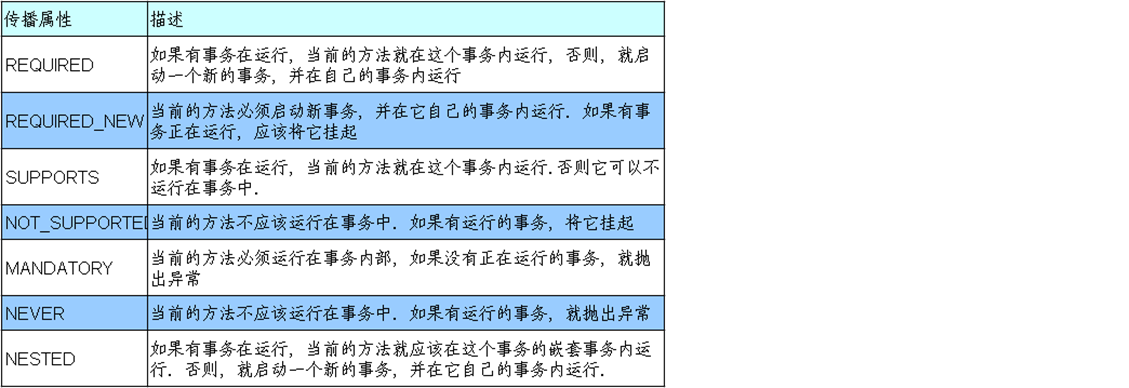 传播属性 描述
REQUIRED 如果有事务在运行, 当前的方法就在这个事务内运行, 否则, 就启
动一个新的事务, 并在自己的事务内运行
REQUIRED_NEW 当前的方法必须启动新事务, 并在它自己的事务内运行. 如果有事
务正在运行, 应该将它挂起
SUPPORTS 如果有事务在运行, 当前的方法就在这个事务内运行. 否则它可以不
运行在事务中.
NOT_SUPPORTED 当前的方法不应该运行在事务中. 如果有运行的事务, 将它挂起
MANDATORY 当前的方法必须运行在事务内部, 如果没有正在运行的事务, 就抛
出异常
NEVER 当前的方法不应该运行在事务中. 如果有运行的事务, 就抛出异常
NESTED 如果有事务在运行, 当前的方法就应该在这个事务的嵌套事务内运
行. 否则, 就启动一个新的事务, 并在它自己的事务内运行.